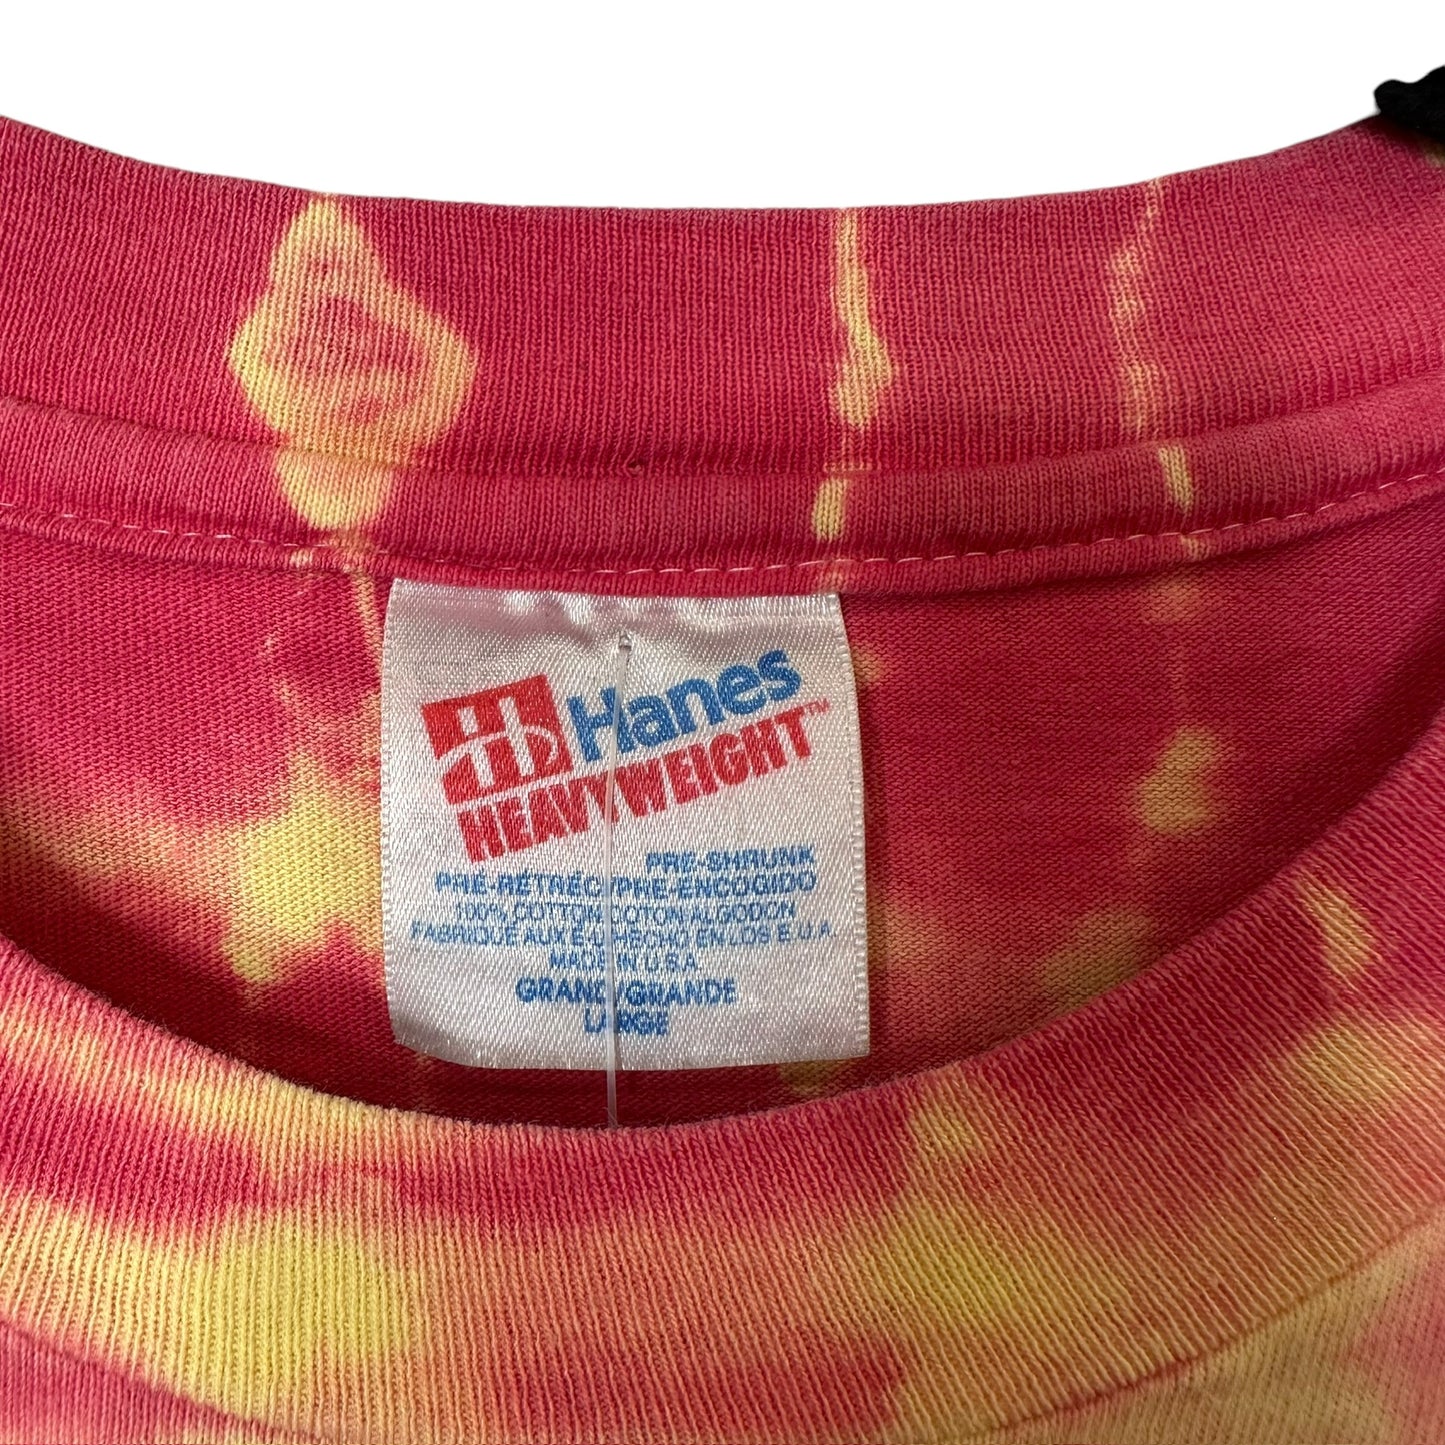 Hanes
HEAVYWEIGHT™
PRE-SHRUNK
PRÉ-RÉTRÉCI/PRE-ENCOGIDO
100% COTTON/COTON/ALGODON
FABRIQUÉ AUX É-U/HECHO EN LOS E.U.A.
MADE IN U.S.A.
GRAND/GRANDE
LARGE